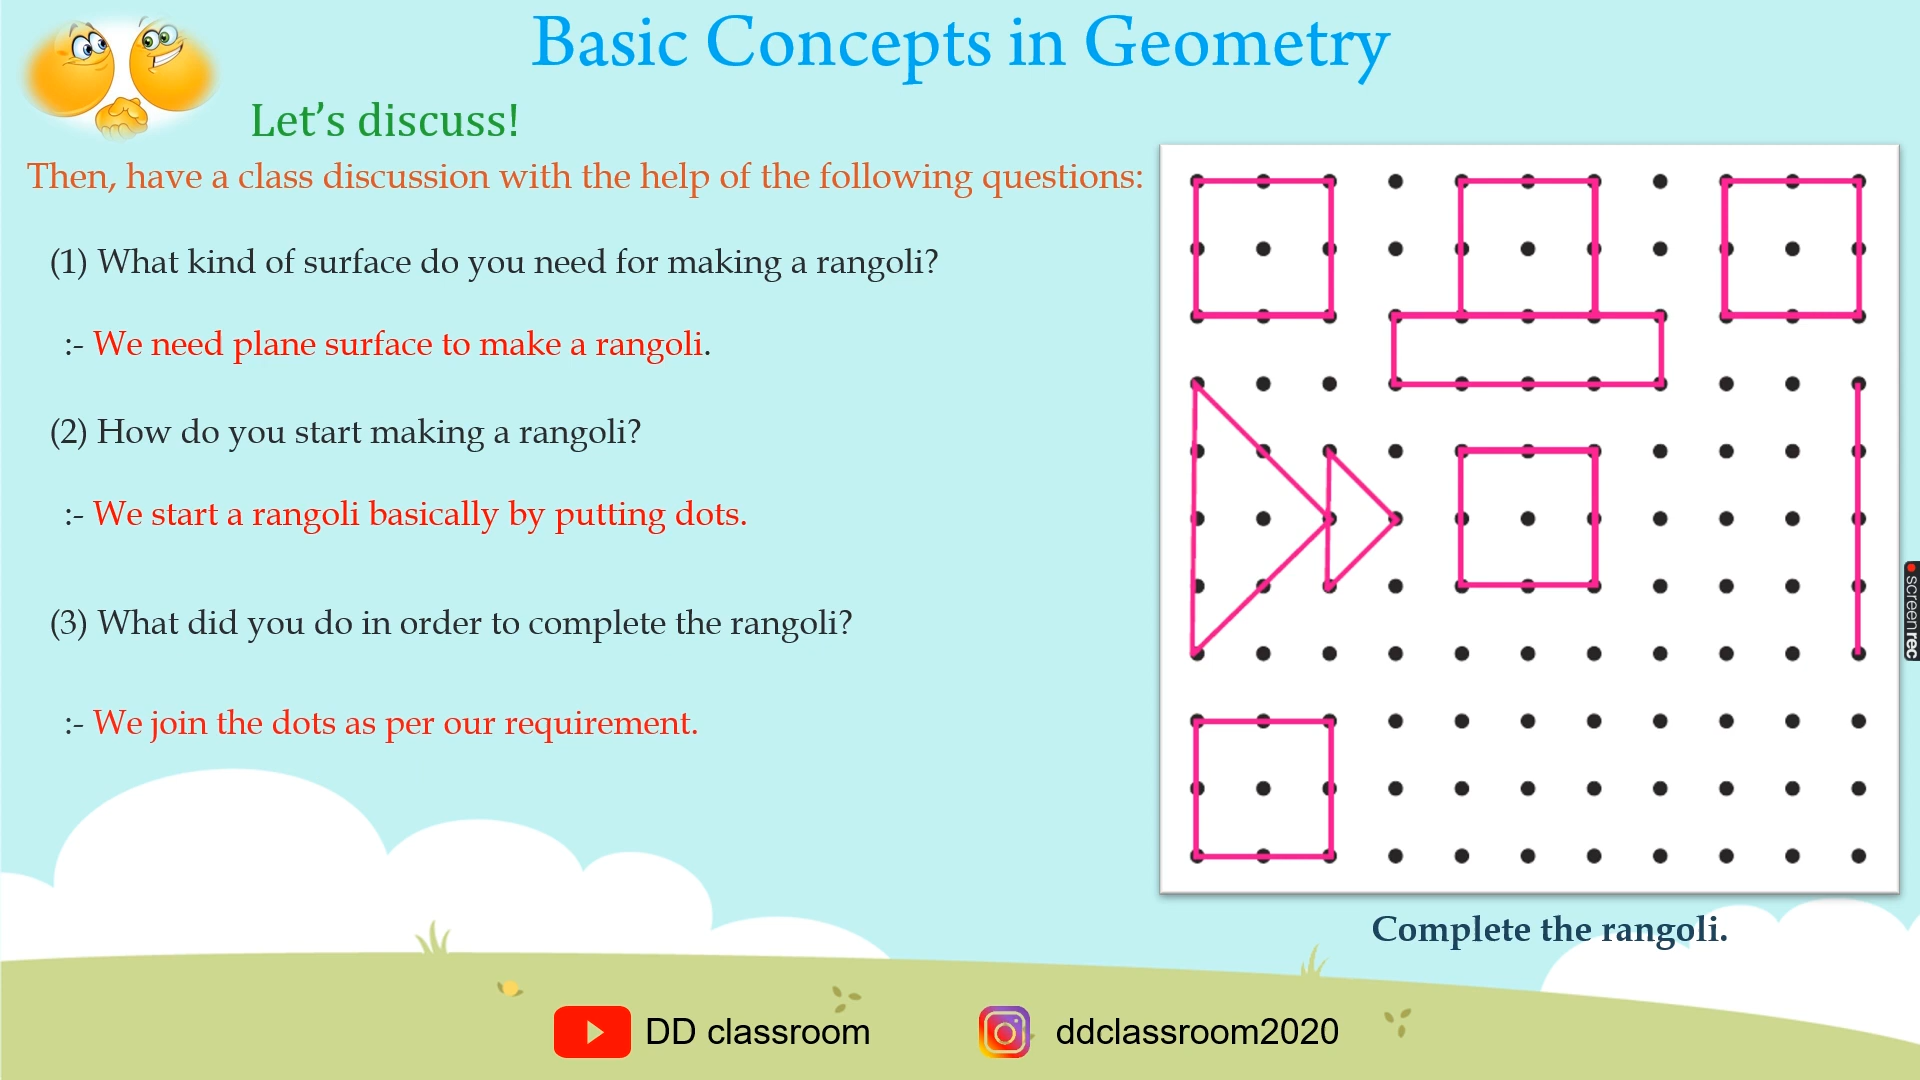 Basic Concepts in Geometry
Let's discuss!
Then, have a class discussion with the help of the following questions:
(1) What kind of surface do you need for making a rangoli?
:- We need plane surface to make a rangoli.
(2) How do you start making a rangoli?
:- We start a rangoli basically by putting dots.
(3) What did you do in order to complete the rangoli?
:- We join the dots as per our requirement.
Complete the rangoli.
screenrec
DD classroom
ddclassroom2020